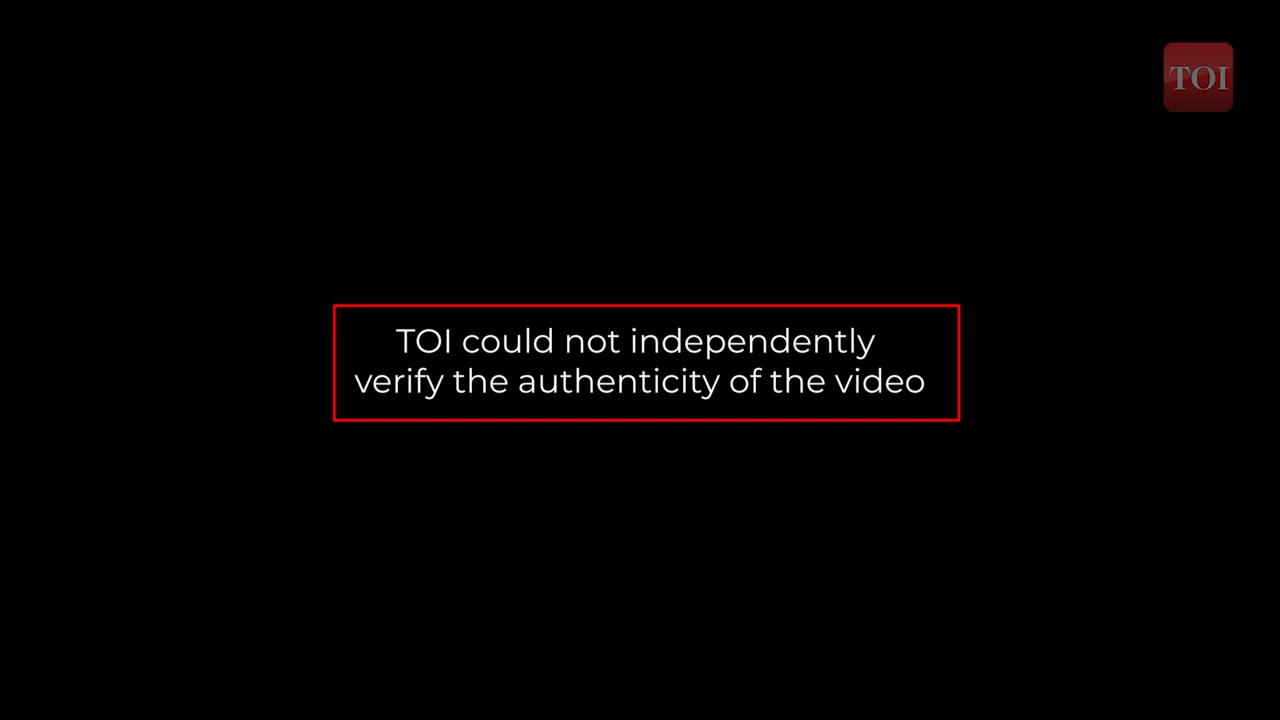 TOI
TOI could not independently
verify the authenticity of the video